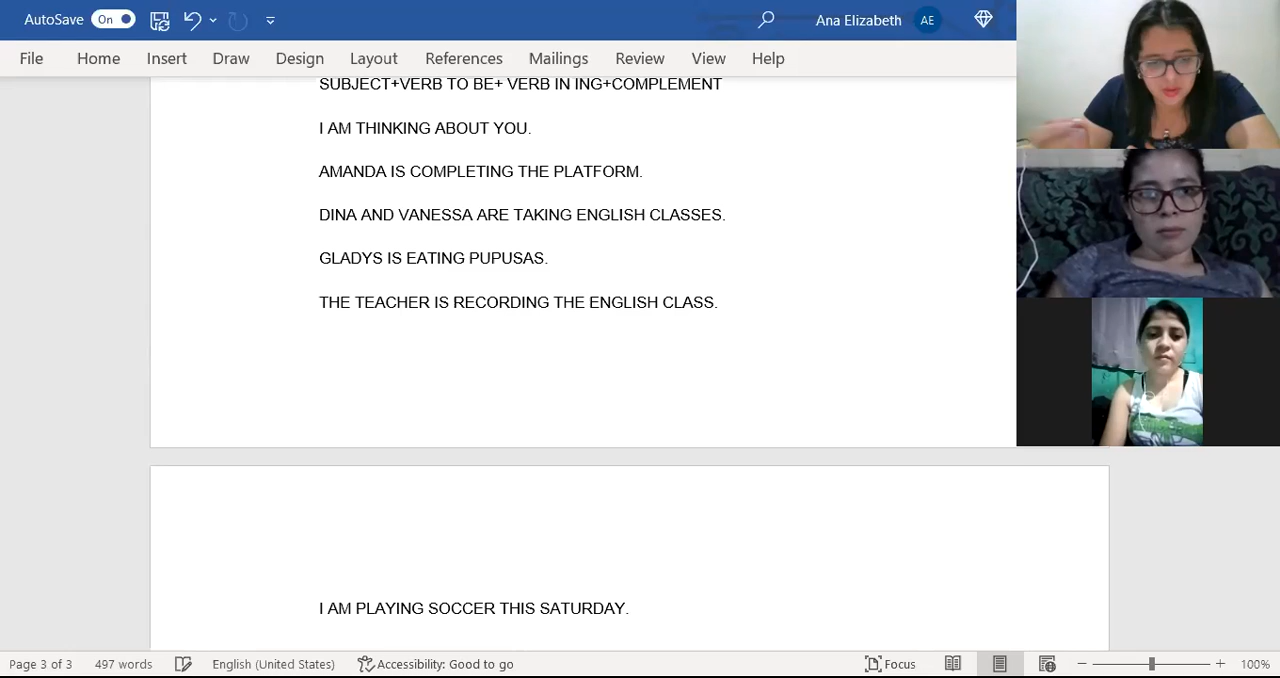 AutoSave On Ana Elizabeth AE
File Home Insert Draw Design Layout References Mailings Review View Help
SUBJECT+VERB TO BE+ VERB IN ING+COMPLEMENT
I AM THINKING ABOUT YOU.
AMANDA IS COMPLETING THE PLATFORM.
DINA AND VANESSA ARE TAKING ENGLISH CLASSES.
GLADYS IS EATING PUPUSAS.
THE TEACHER IS RECORDING THE ENGLISH CLASS.
I AM PLAYING SOCCER THIS SATURDAY.
Page 3 of 3 497 words English (United States) Accessibility: Good to go Focus 100%